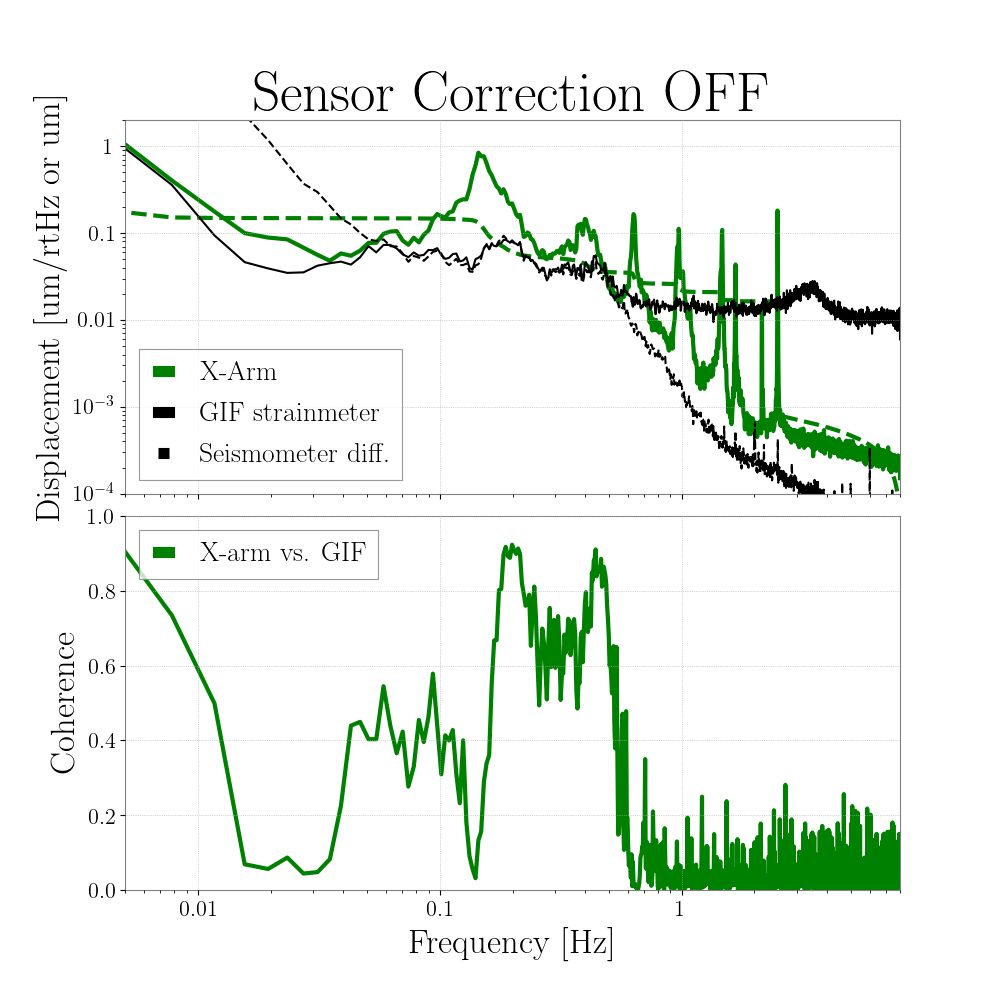 Sensor Correction OFF
Displacement [um/rtHz or um]
1
0.1
0.01
10⁻³
10⁻⁴
X-Arm
GIF strainmeter
Seismometer diff.
Coherence
1.0
0.8
0.6
0.4
0.2
0.0
X-arm vs. GIF
0.01
0.1
1
Frequency [Hz]